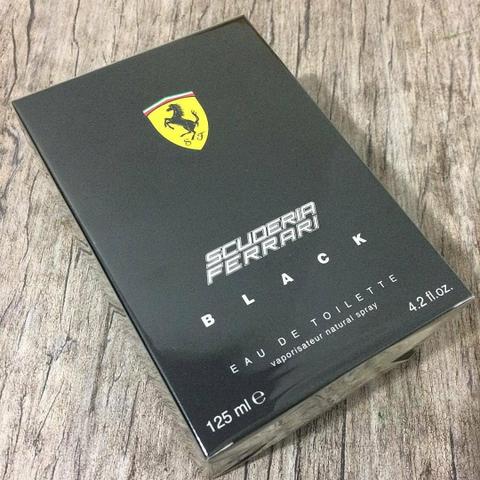 S F
SCUDERIA
FERRARI
BLACK
EAU DE TOILETTE
vaporisateur natural spray
125 ml e 4.2 fl.oz.